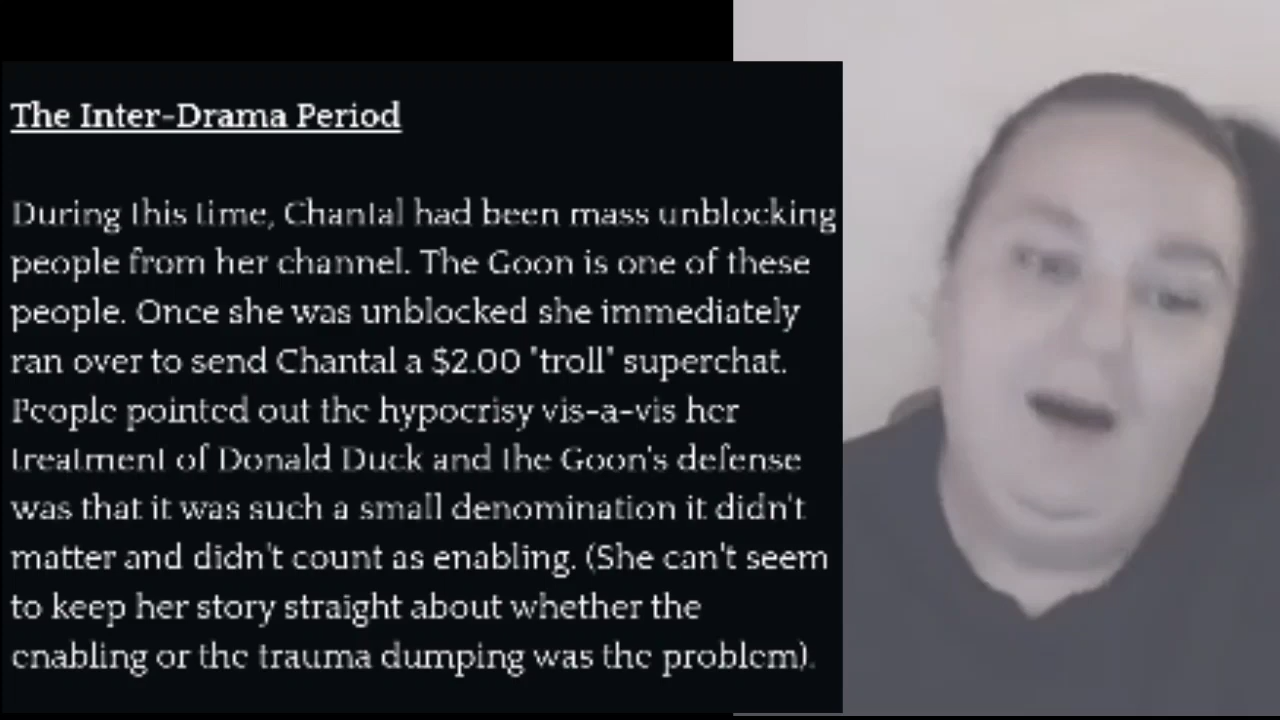 The Inter-Drama Period
During this time, Chantal had been mass unblocking
people from her channel. The Goon is one of these
people. Once she was unblocked she immediately
ran over to send Chantal a $2.00 "troll" superchat.
People pointed out the hypocrisy vis-a-vis her
treatment of Donald Duck and the Goon's defense
was that it was such a small denomination it didn't
matter and didn't count as enabling. (She can't seem
to keep her story straight about whether the
enabling or the trauma dumping was the problem).